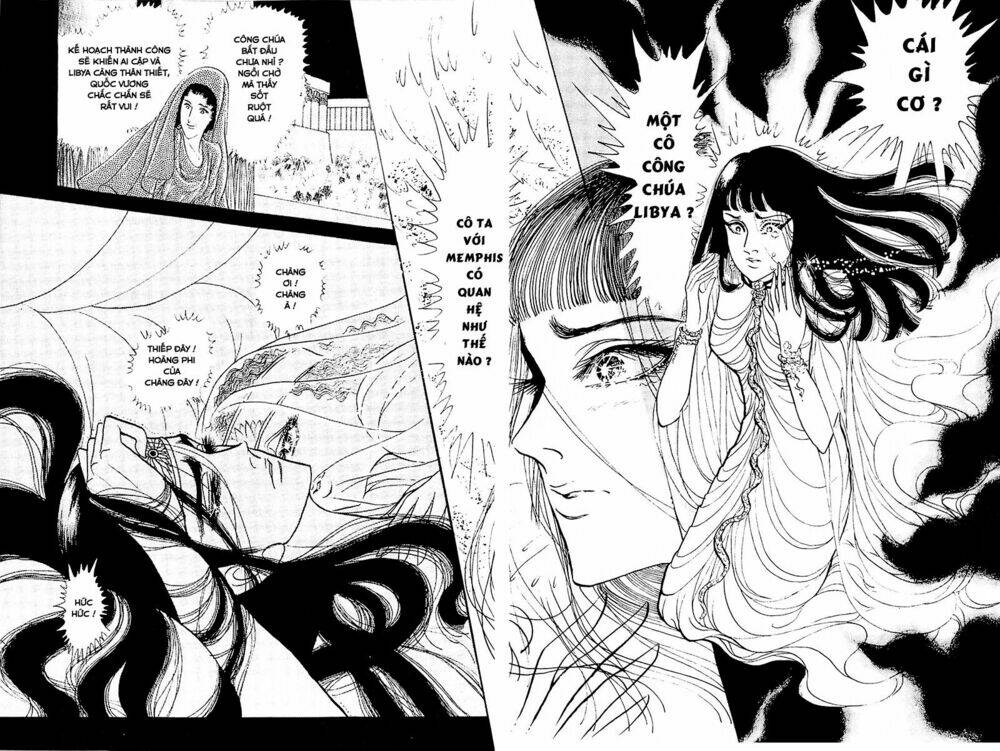 CÁI
GÌ
CƠ ?
MỘT
CÔ
CÔNG
CHÚA
LIBYA ?
CÔ TA
VỚI
MEMPHIS
CÓ
QUAN
HỆ
NHƯ
THẾ
NÀO ?
CÔNG CHÚA
BẮT ĐẦU
CHƯA NHỈ ?
NGỒI CHỜ
MÀ THẤY
SỐT
RUỘT
QUÁ !
KẾ HOẠCH THÀNH CÔNG
SẼ KHIẾN AI CẬP VÀ
LIBYA CÀNG THÂN THIẾT,
QUỐC VƯƠNG
CHẮC CHẮN SẼ
RẤT VUI !
CHÀNG
ƠI !
CHÀNG
À !
THIẾP ĐÂY !
HOÀNG PHI
CỦA
CHÀNG ĐÂY !
HỨC
HỨC !